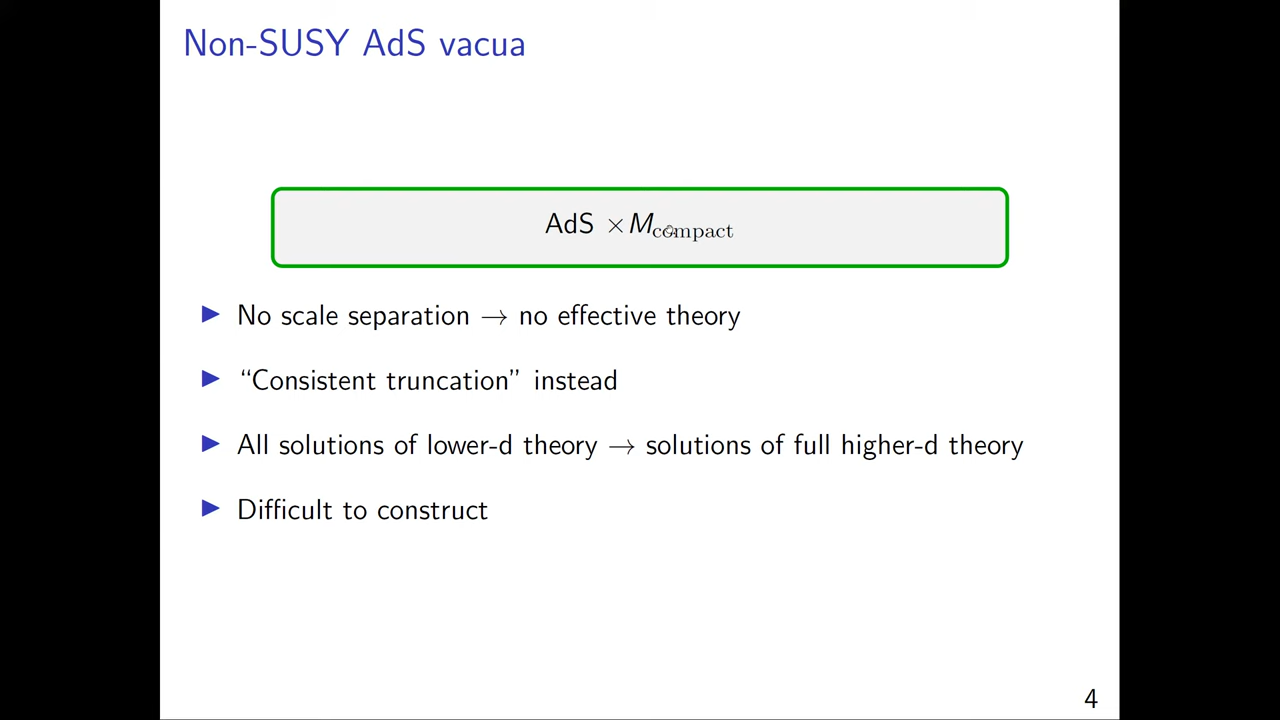 Non-SUSY AdS vacua
AdS × M_compact
▶ No scale separation → no effective theory
▶ “Consistent truncation” instead
▶ All solutions of lower-d theory → solutions of full higher-d theory
▶ Difficult to construct
4